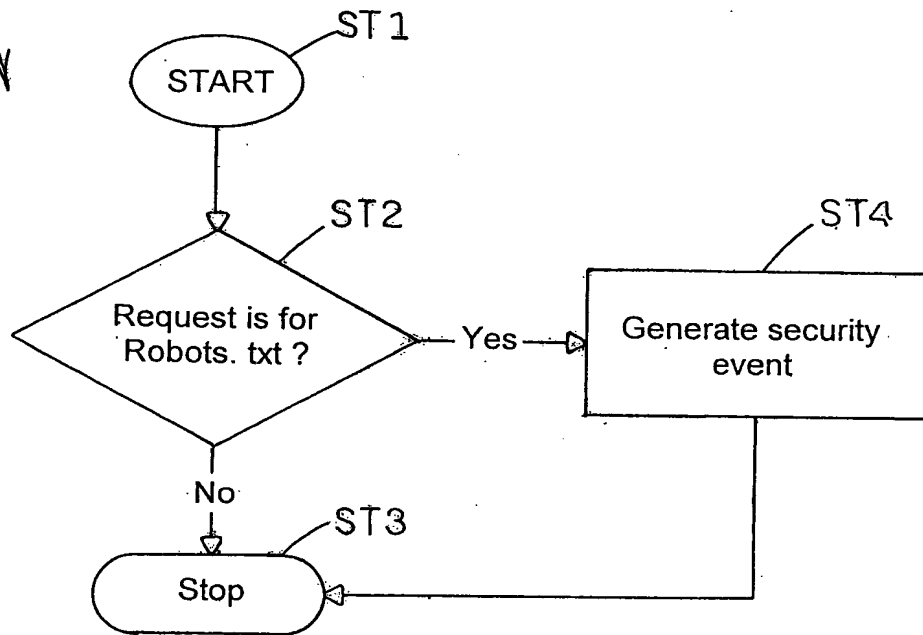 ST1
START
ST2
Request is for
Robots. txt ?
Yes
ST4
Generate security
event
No
ST3
Stop